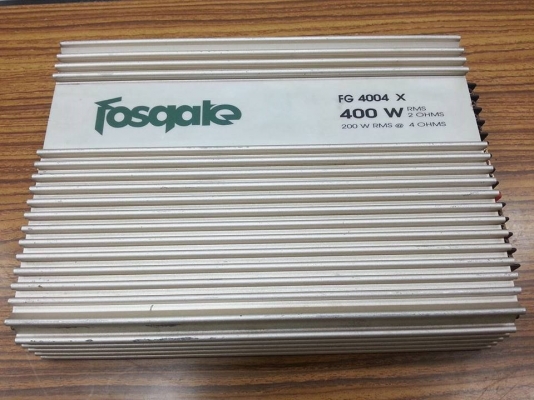 Fosgate
FG 4004 X
400 W RMS
2 OHMS
200 W RMS @ 4 OHMS